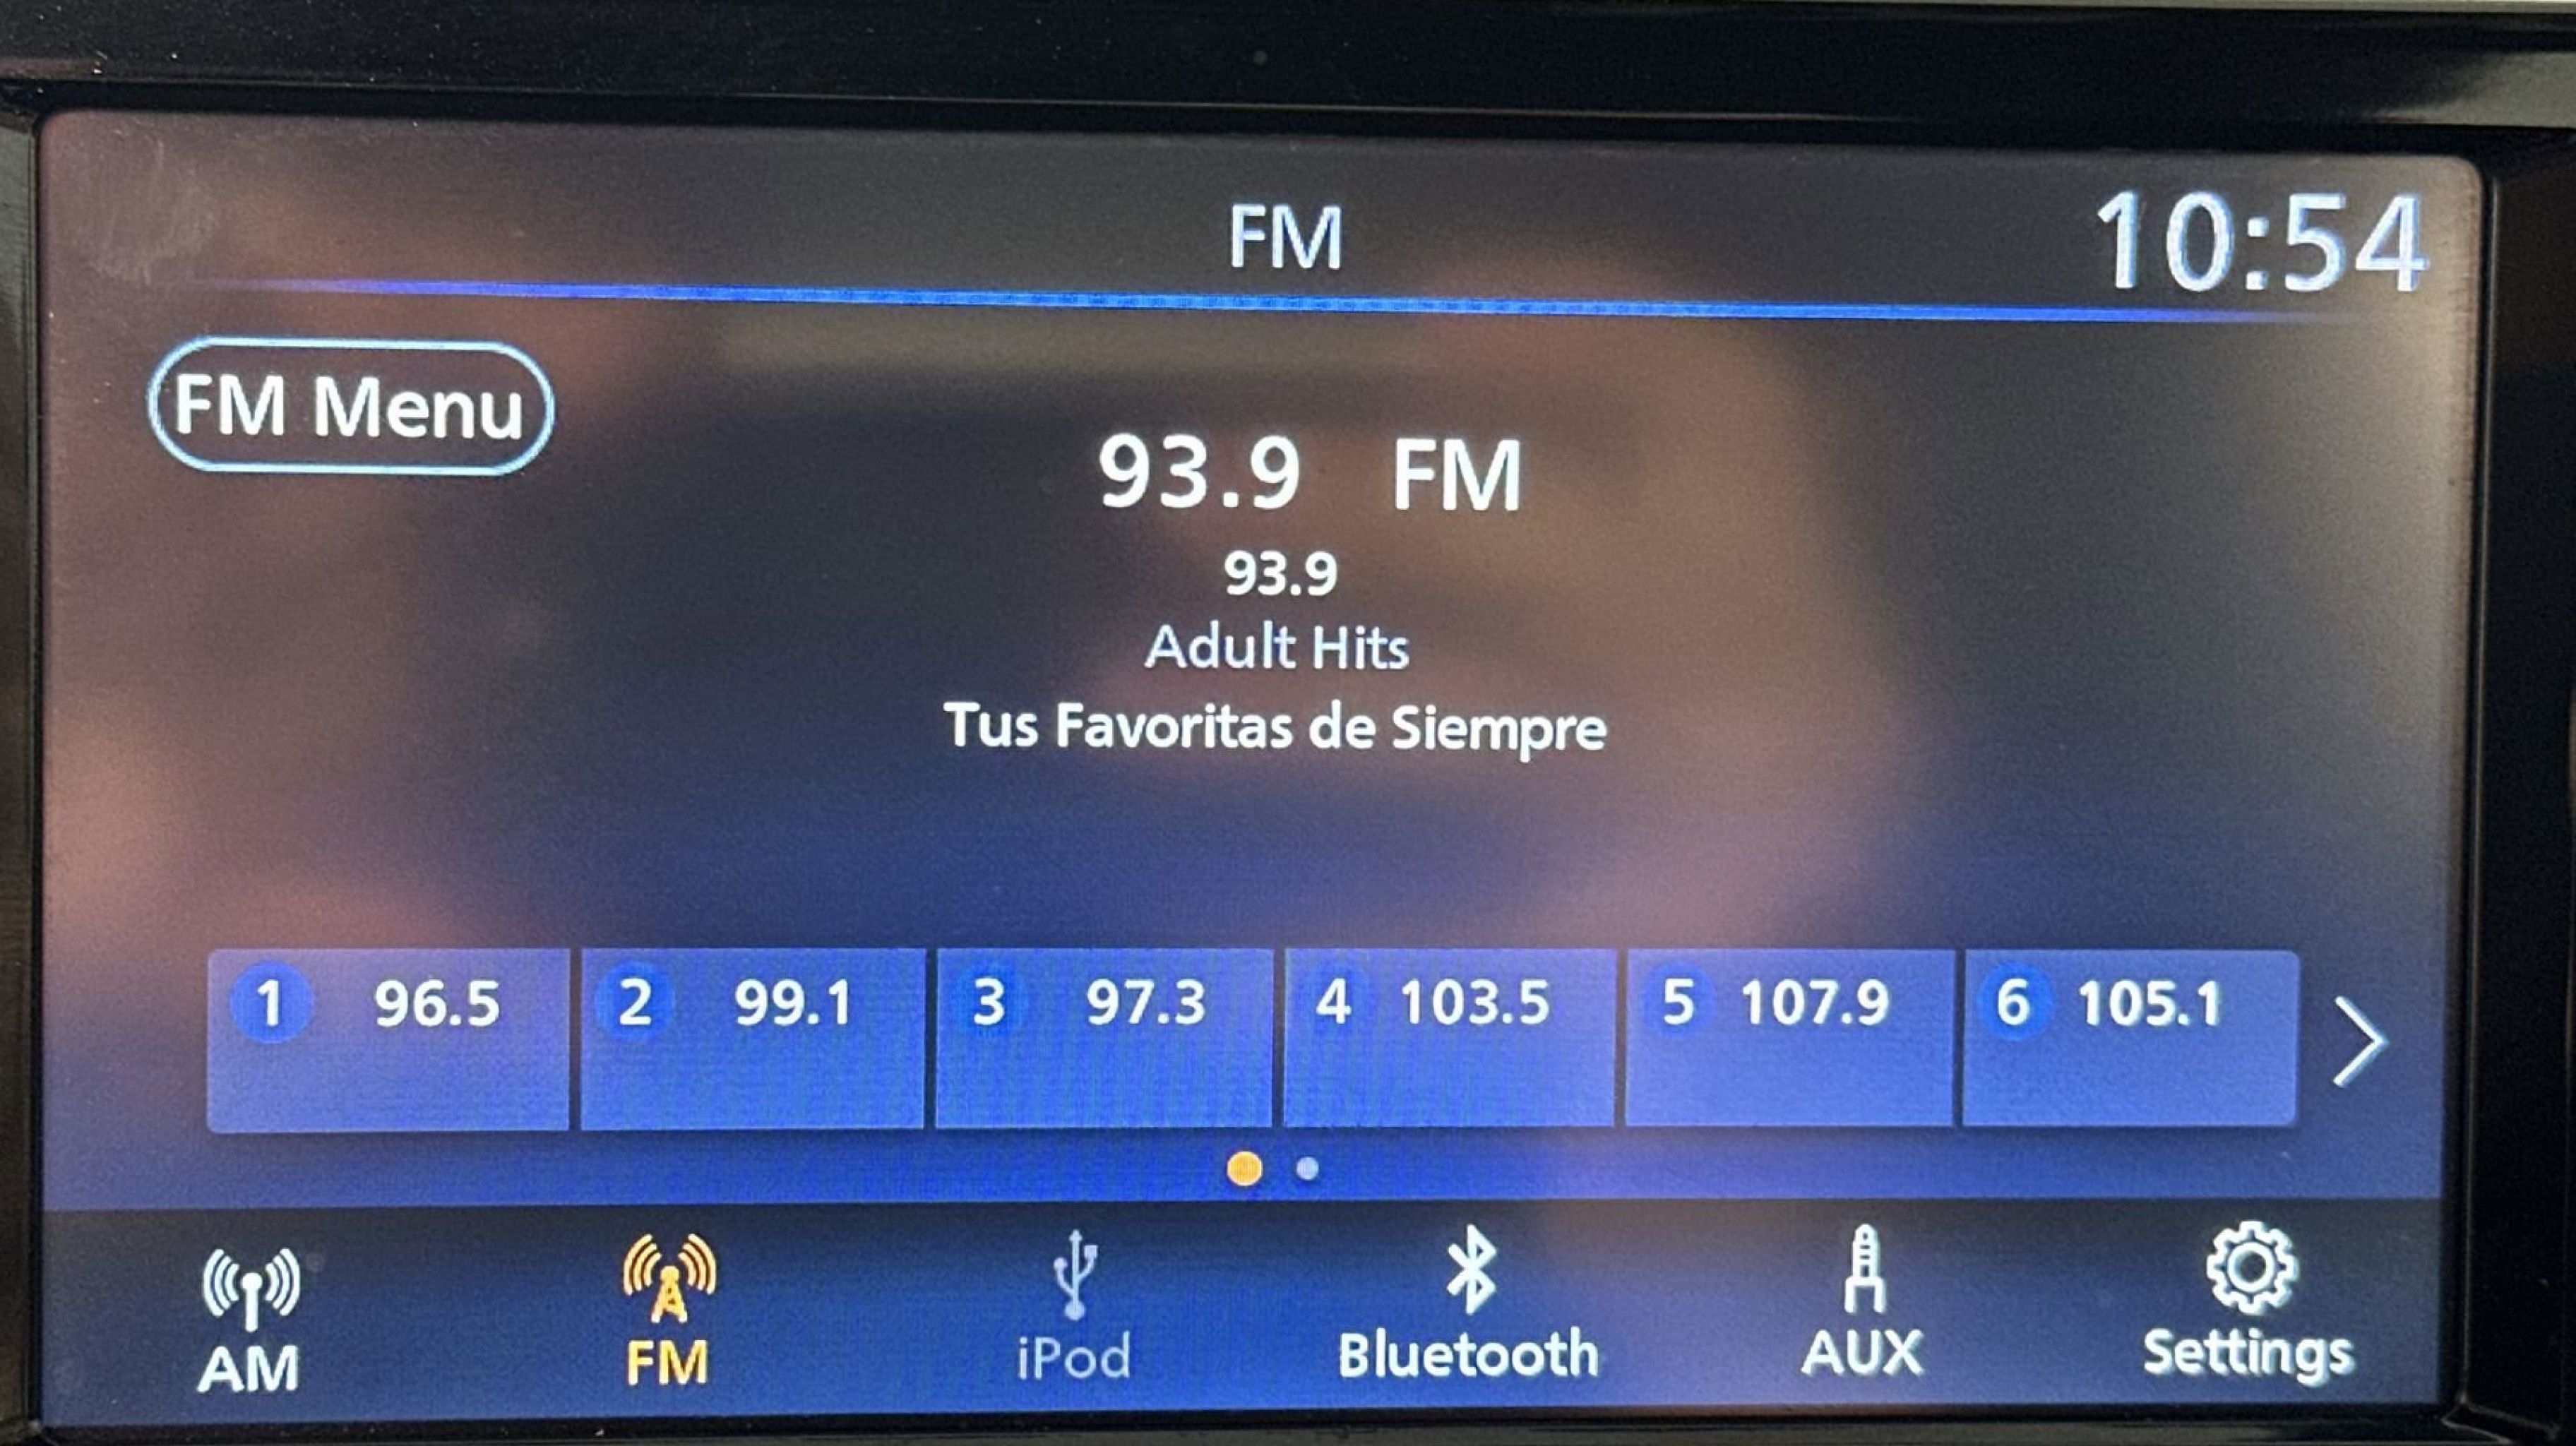 FM
10:54
FM Menu
93.9 FM
93.9
Adult Hits
Tus Favoritas de Siempre
1 96.5
2 99.1
3 97.3
4 103.5
5 107.9
6 105.1
AM
FM
iPod
Bluetooth
AUX
Settings